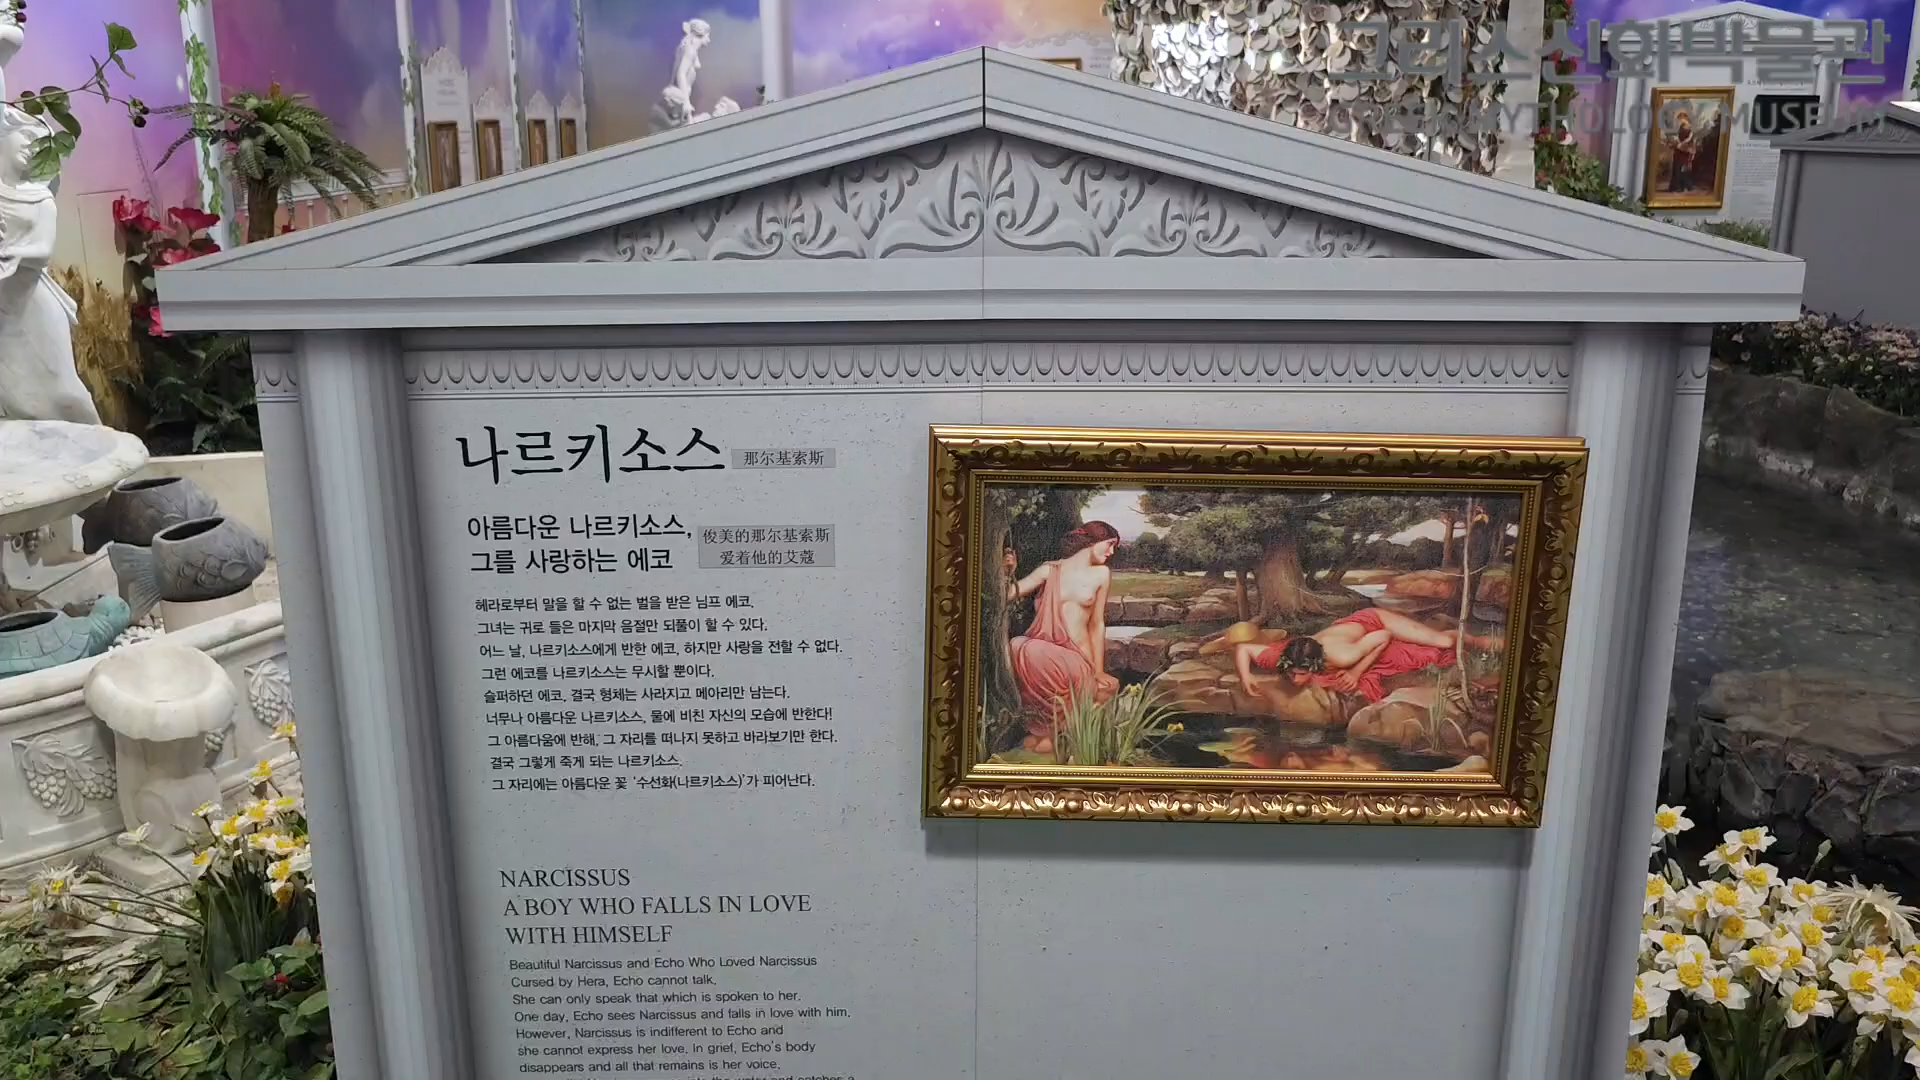 그리스신화박물관
GREEK MYTHOLOGY MUSEUM
나르키소스
那尔基索斯
아름다운 나르키소스,
그를 사랑하는 에코
俊美的那尔基索斯
爱着他的艾蔻
헤라로부터 말을 할 수 없는 벌을 받은 님프 에코.
그녀는 귀로 들은 마지막 음절만 되풀이 할 수 있다.
어느 날, 나르키소스에게 반한 에코, 하지만 사랑을 전할 수 없다.
그런 에코를 나르키소스는 무시할 뿐이다.
슬퍼하던 에코. 결국 형체는 사라지고 메아리만 남는다.
너무나 아름다운 나르키소스, 물에 비친 자신의 모습에 반한다!
그 아름다움에 반해, 그 자리를 떠나지 못하고 바라보기만 한다.
결국 그렇게 죽게 되는 나르키소스.
그 자리에는 아름다운 꽃 '수선화(나르키소스)'가 피어난다.
NARCISSUS
A BOY WHO FALLS IN LOVE
WITH HIMSELF
Beautiful Narcissus and Echo Who Loved Narcissus
Cursed by Hera, Echo cannot talk.
She can only speak that which is spoken to her.
One day, Echo sees Narcissus and falls in love with him.
However, Narcissus is indifferent to Echo and
she cannot express her love. In grief, Echo's body
disappears and all that remains is her voice.